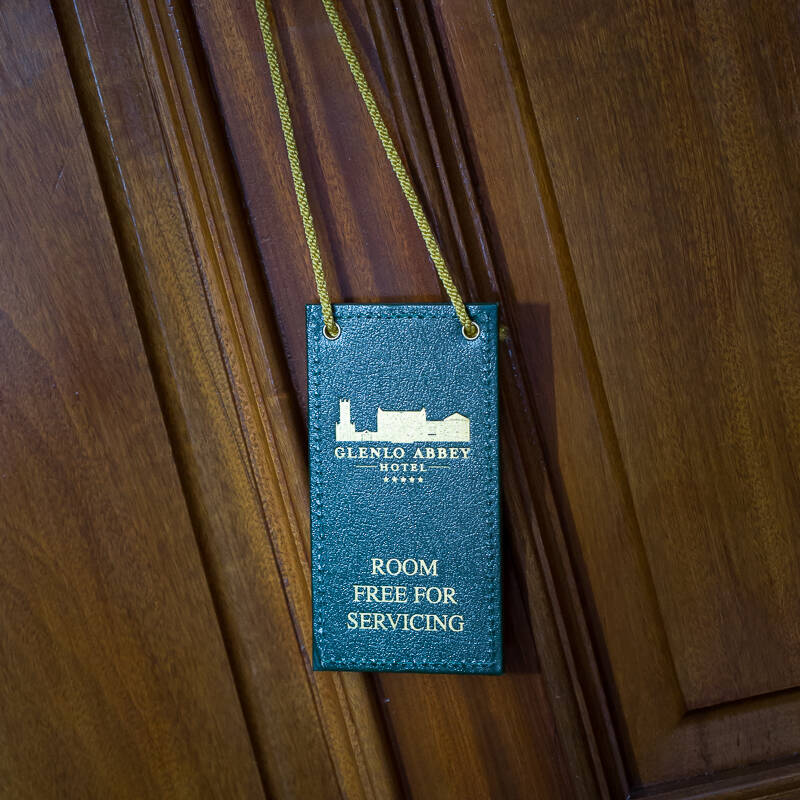 GLENLO ABBEY
HOTEL
★★★★★
ROOM
FREE FOR
SERVICING